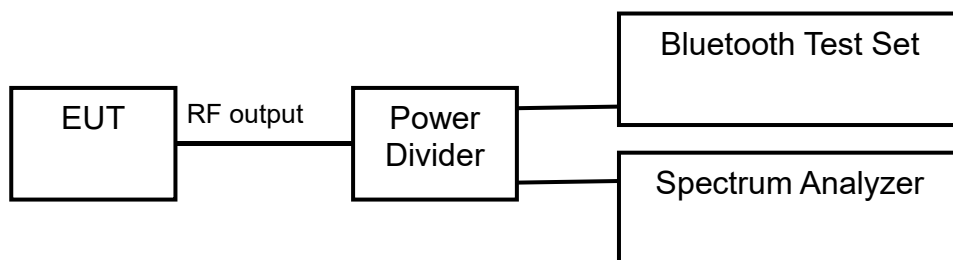 Bluetooth Test Set
EUT
RF output
Power
Divider
Spectrum Analyzer